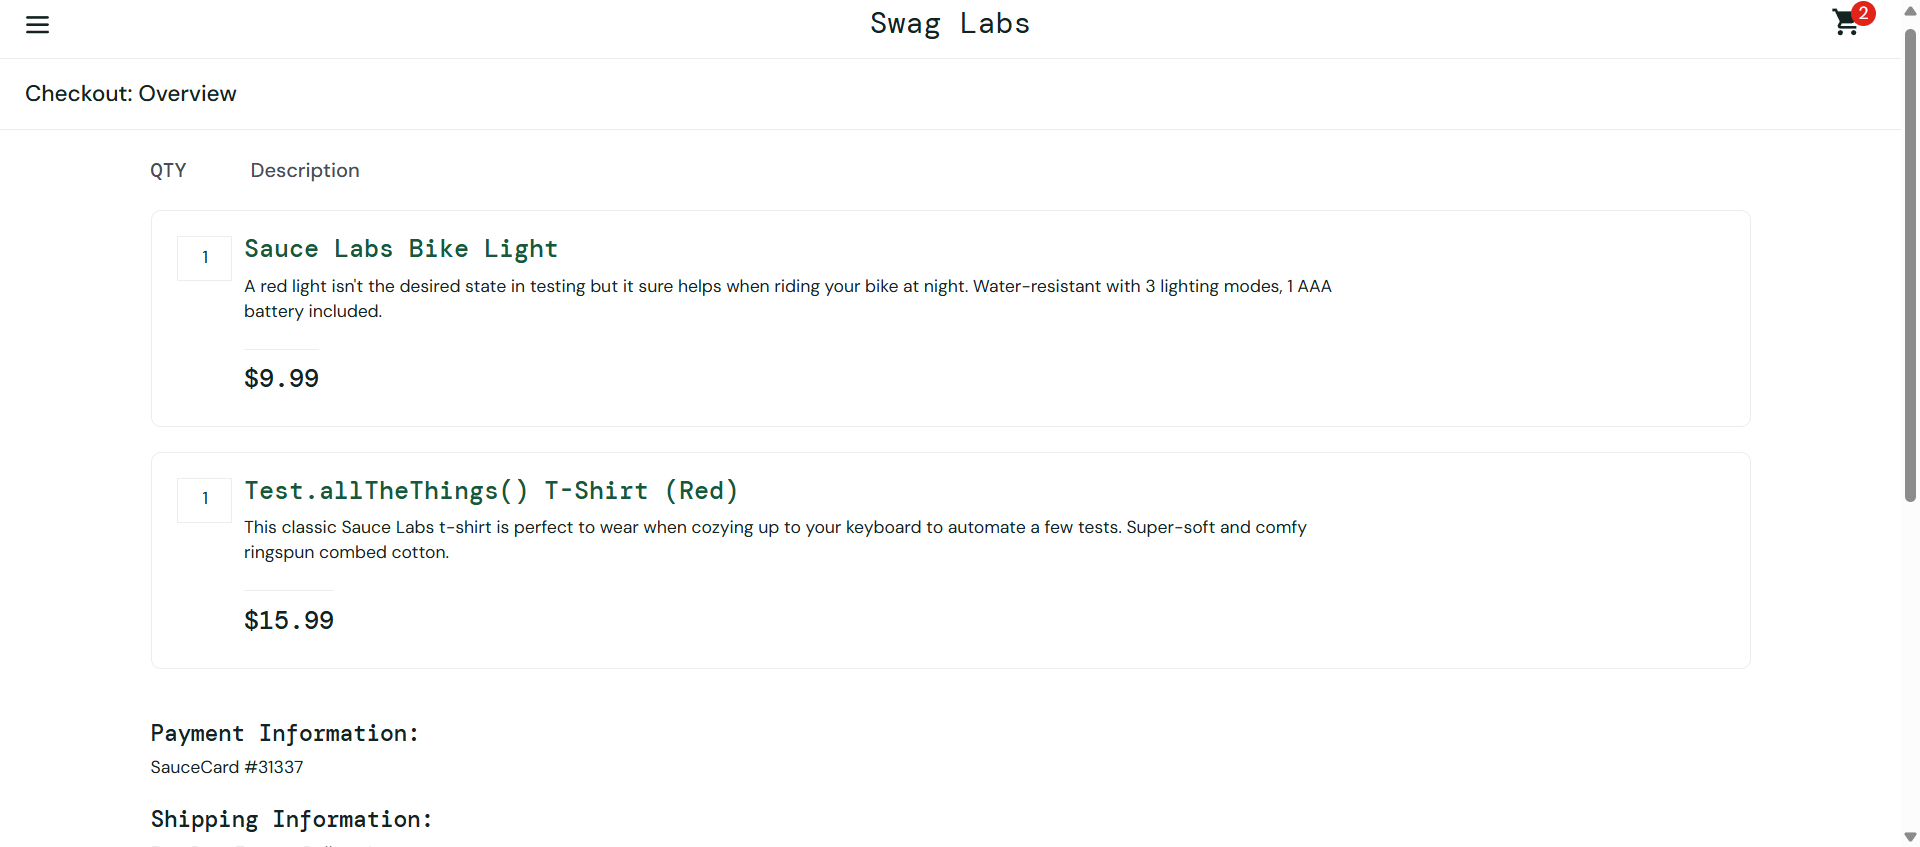 Swag Labs
2
Checkout: Overview
QTY Description
1
Sauce Labs Bike Light
A red light isn't the desired state in testing but it sure helps when riding your bike at night. Water-resistant with 3 lighting modes, 1 AAA
battery included.
$9.99
1
Test.allTheThings() T-Shirt (Red)
This classic Sauce Labs t-shirt is perfect to wear when cozying up to your keyboard to automate a few tests. Super-soft and comfy
ringspun combed cotton.
$15.99
Payment Information:
SauceCard #31337
Shipping Information: